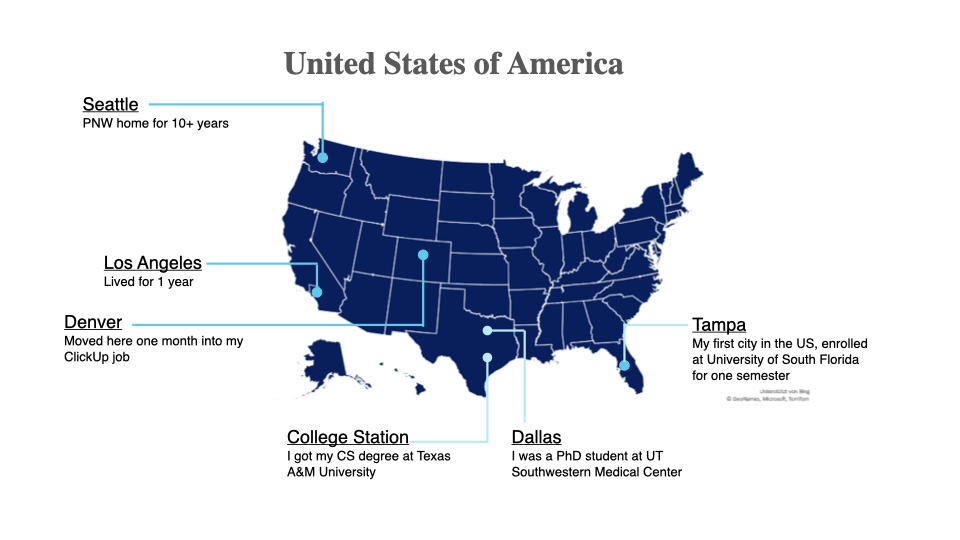 United States of America
Seattle
PNW home for 10+ years
Los Angeles
Lived for 1 year
Denver
Moved here one month into my
ClickUp job
Tampa
My first city in the US, enrolled
at University of South Florida
for one semester
Unterstützt von Bing
© GeoNames, Microsoft, TomTom
College Station
I got my CS degree at Texas
A&M University
Dallas
I was a PhD student at UT
Southwestern Medical Center